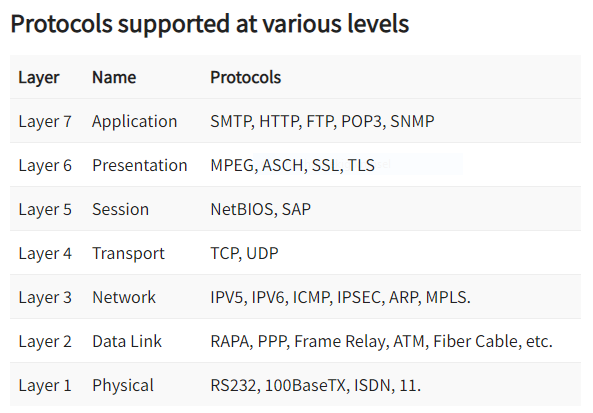 Protocols supported at various levels
Layer Name Protocols
Layer 7 Application SMTP, HTTP, FTP, POP3, SNMP
Layer 6 Presentation MPEG, ASCH, SSL, TLS
Layer 5 Session NetBIOS, SAP
Layer 4 Transport TCP, UDP
Layer 3 Network IPV5, IPV6, ICMP, IPSEC, ARP, MPLS.
Layer 2 Data Link RAPA, PPP, Frame Relay, ATM, Fiber Cable, etc.
Layer 1 Physical RS232, 100BaseTX, ISDN, 11.